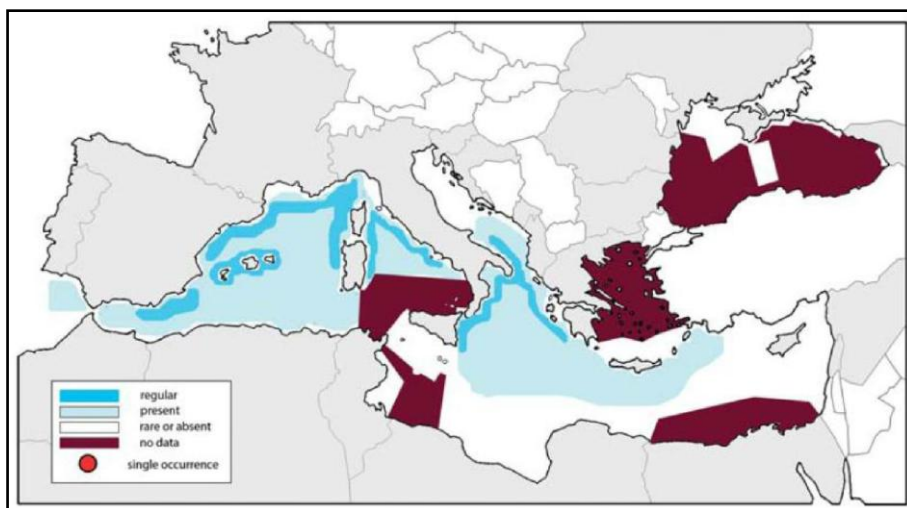 regular
present
rare or absent
no data
single occurrence